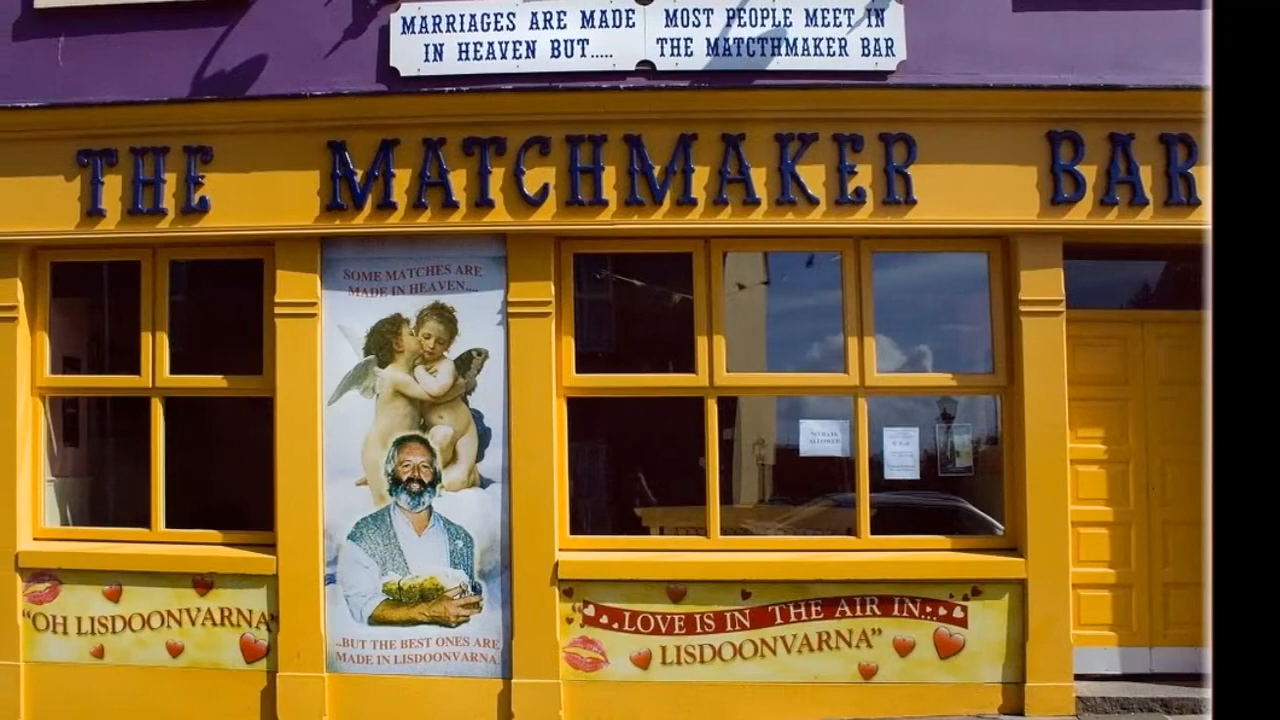 MARRIAGES ARE MADE
IN HEAVEN BUT.....
MOST PEOPLE MEET IN
THE MATCTHMAKER BAR
THE MATCHMAKER BAR
SOME MATCHES ARE
MADE IN HEAVEN....
..BUT THE BEST ONES ARE
MADE IN LISDOONVARNA.
"OH LISDOONVARNA"
"..LOVE IS IN THE AIR IN...
LISDOONVARNA"
ALLOWED